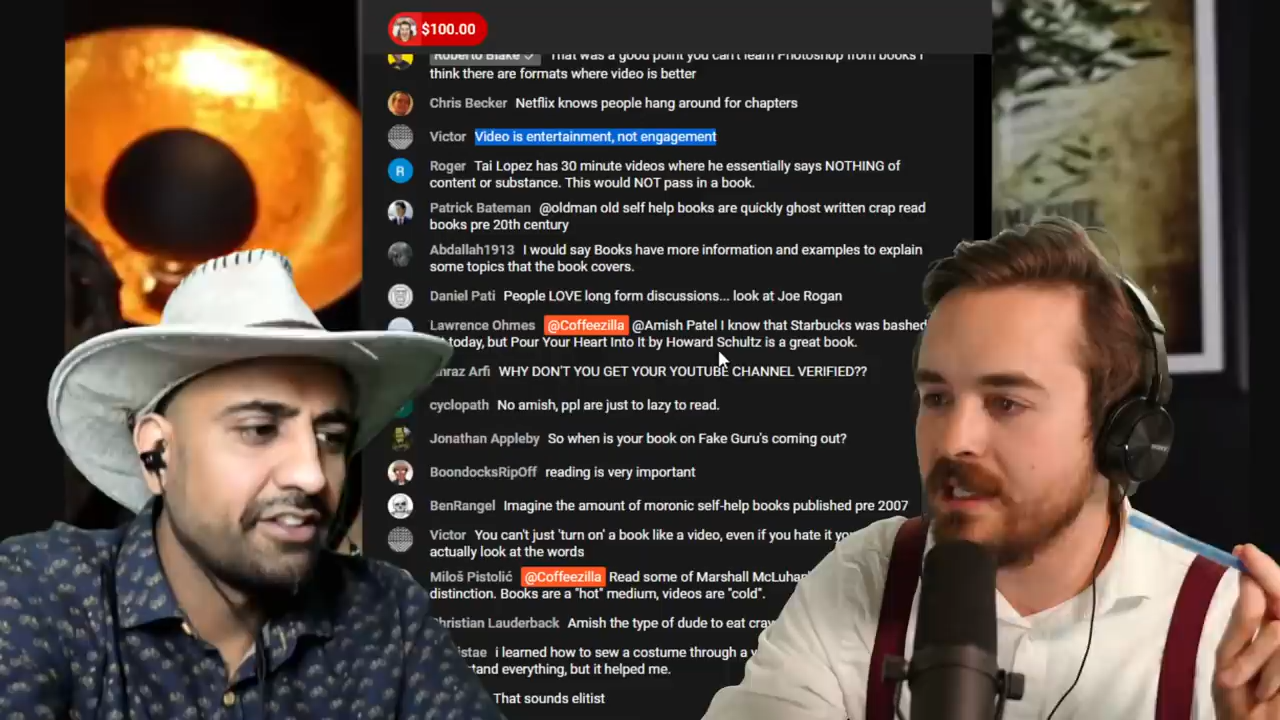 $100.00
Roberto Blake That was a good point you can't learn Photoshop from books I
think there are formats where video is better
Chris Becker Netflix knows people hang around for chapters
Victor Video is entertainment, not engagement
R Roger Tai Lopez has 30 minute videos where he essentially says NOTHING of
content or substance. This would NOT pass in a book.
Patrick Bateman @oldman old self help books are quickly ghost written crap read
books pre 20th century
Abdallah1913 I would say Books have more information and examples to explain
some topics that the book covers.
Daniel Pati People LOVE long form discussions... look at Joe Rogan
Lawrence Ohmes @Coffeezilla @Amish Patel I know that Starbucks was bashed
today, but Pour Your Heart Into It by Howard Schultz is a great book.
Arfi WHY DON'T YOU GET YOUR YOUTUBE CHANNEL VERIFIED??
cyclopath No amish, ppl are just to lazy to read.
Jonathan Appleby So when is your book on Fake Guru's coming out?
BoondocksRipOff reading is very important
BenRangel Imagine the amount of moronic self-help books published pre 2007
Victor You can't just 'turn on' a book like a video, even if you hate it
actually look at the words
Miloš Pistolić @Coffeezilla Read some of Marshall
distinction. Books are a "hot" medium, videos are "cold".
Christian Lauderback Amish the type of dude to eat
i learned how to sew a costume through a
everything, but it helped me.
That sounds elitist
SONY